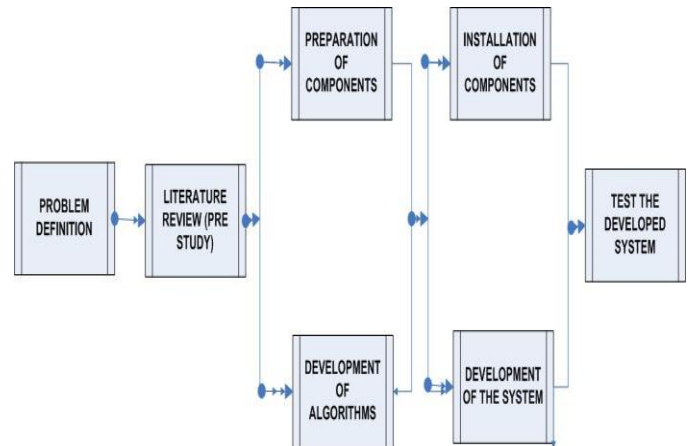 PROBLEM
DEFINITION
LITERATURE
REVIEW (PRE
STUDY)
PREPARATION
OF
COMPONENTS
DEVELOPMENT
OF
ALGORITHMS
INSTALLATION
OF
COMPONENTS
DEVELOPMENT
OF THE SYSTEM
TEST THE
DEVELOPED
SYSTEM